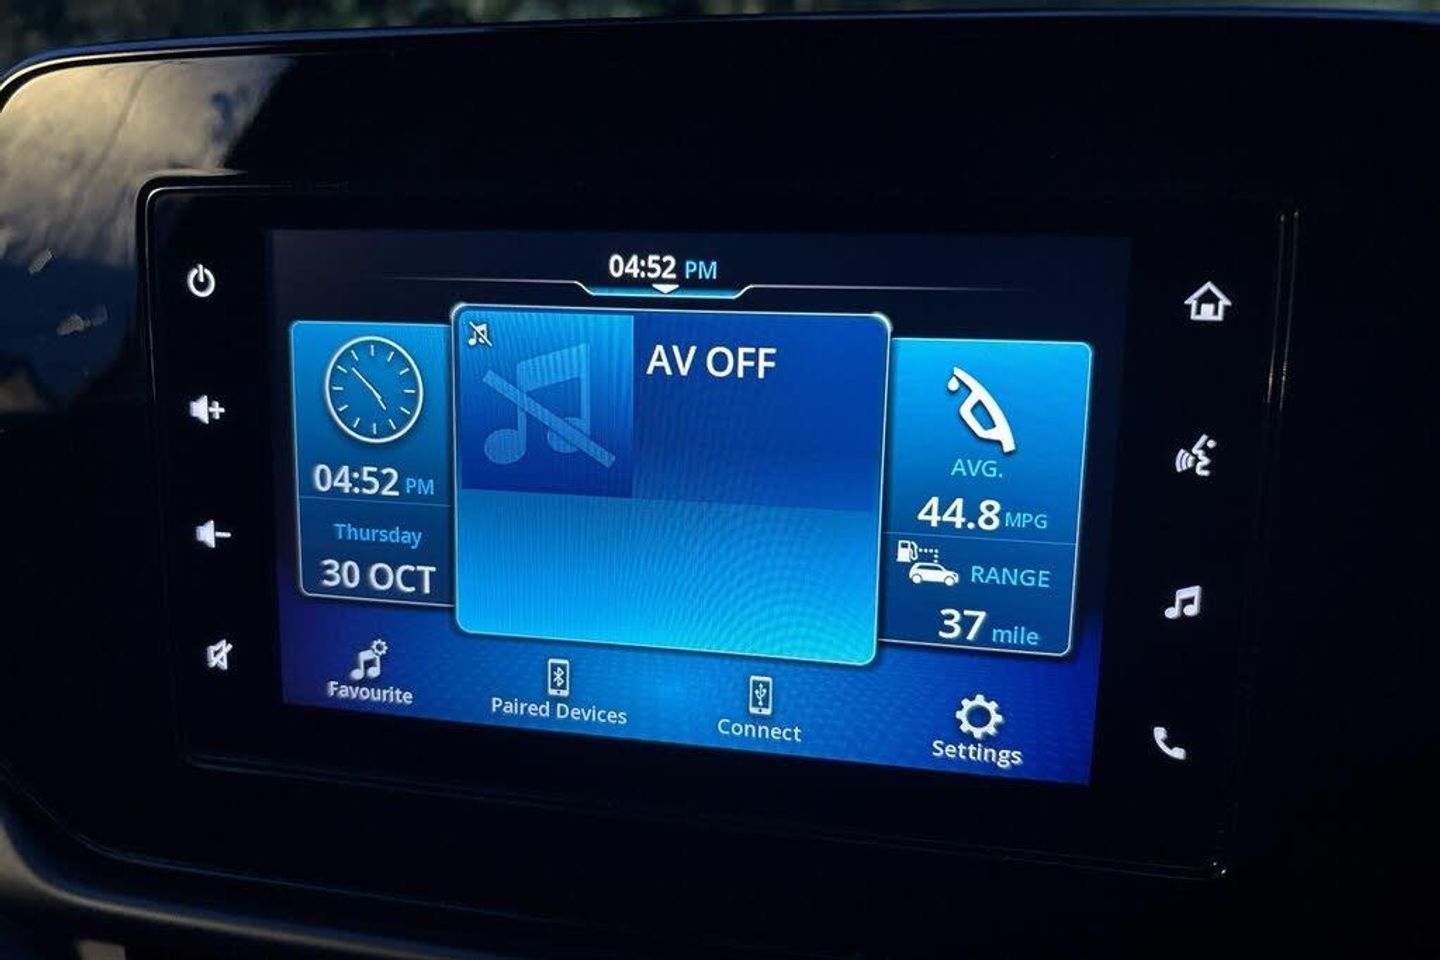 04:52 PM
AV OFF
04:52 PM
Thursday
30 OCT
AVG.
44.8 MPG
RANGE
37 mile
Favourite
Paired Devices
Connect
Settings